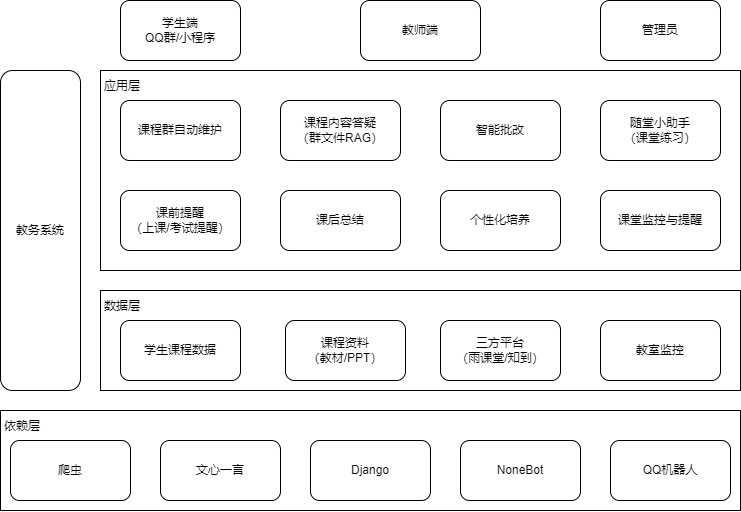 学生端
QQ群/小程序
教师端
管理员
教务系统
应用层
课程群自动维护
课程内容答疑
（群文件RAG）
智能批改
随堂小助手
（课堂练习）
课前提醒
（上课/考试提醒）
课后总结
个性化培养
课堂监控与提醒
数据层
学生课程数据
课程资料
（教材/PPT）
三方平台
（雨课堂/知到）
教室监控
依赖层
爬虫
文心一言
Django
NoneBot
QQ机器人